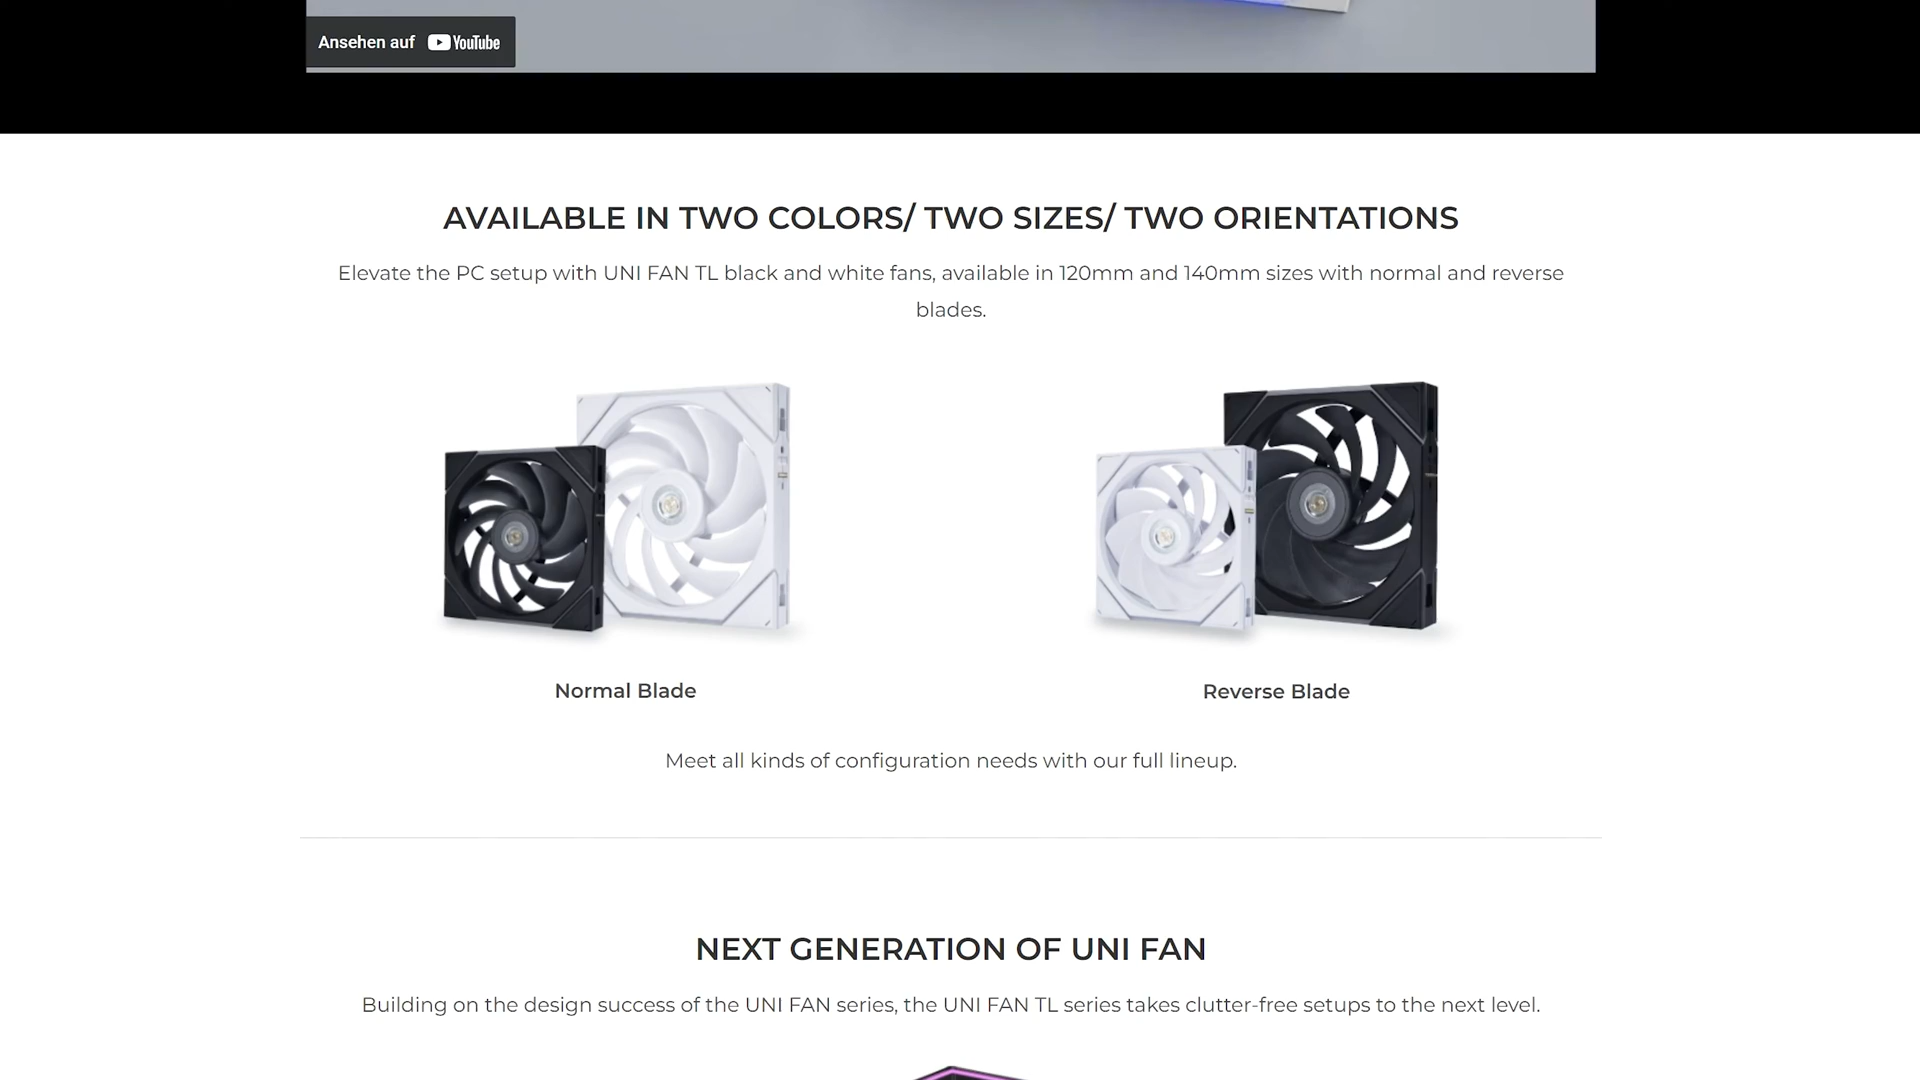 Ansehen auf YouTube
AVAILABLE IN TWO COLORS/ TWO SIZES/ TWO ORIENTATIONS
Elevate the PC setup with UNI FAN TL black and white fans, available in 120mm and 140mm sizes with normal and reverse
blades.
Normal Blade
Reverse Blade
Meet all kinds of configuration needs with our full lineup.
NEXT GENERATION OF UNI FAN
Building on the design success of the UNI FAN series, the UNI FAN TL series takes clutter-free setups to the next level.